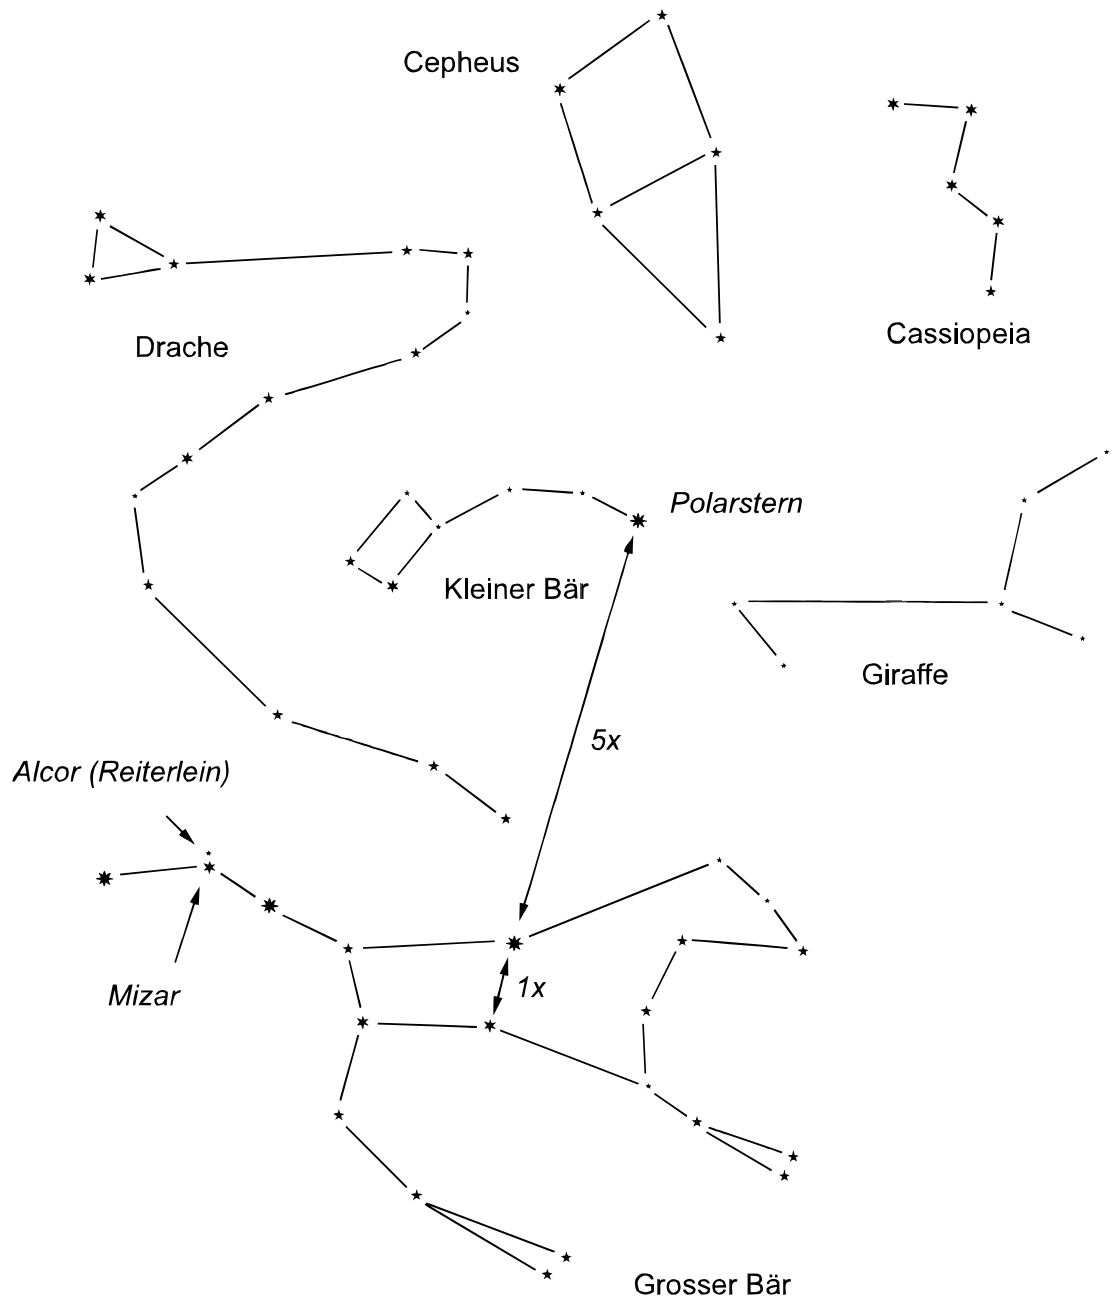 Cepheus
Cassiopeia
Drache
Polarstern
Kleiner Bär
Giraffe
5x
Alcor (Reiterlein)
1x
Mizar
Grosser Bär